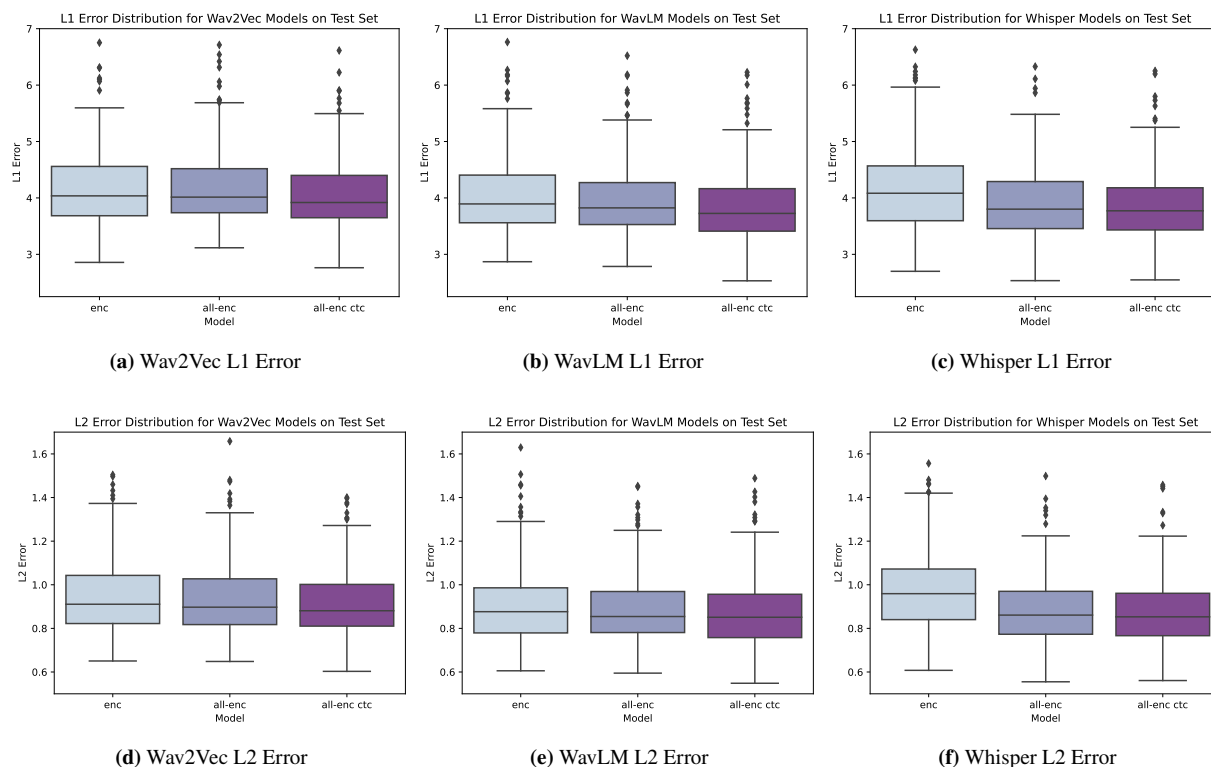 L1 Error Distribution for Wav2Vec Models on Test Set
7
6
5
4
3
L1 Error
enc all-enc all-enc ctc
Model
(a) Wav2Vec L1 Error
L1 Error Distribution for WavLM Models on Test Set
7
6
5
4
3
L1 Error
enc all-enc all-enc ctc
Model
(b) WavLM L1 Error
L1 Error Distribution for Whisper Models on Test Set
7
6
5
4
3
L1 Error
enc all-enc all-enc ctc
Model
(c) Whisper L1 Error
L2 Error Distribution for Wav2Vec Models on Test Set
1.6
1.4
1.2
1.0
0.8
0.6
L2 Error
enc all-enc all-enc ctc
Model
(d) Wav2Vec L2 Error
L2 Error Distribution for WavLM Models on Test Set
1.6
1.4
1.2
1.0
0.8
0.6
L2 Error
enc all-enc all-enc ctc
Model
(e) WavLM L2 Error
L2 Error Distribution for Whisper Models on Test Set
1.6
1.4
1.2
1.0
0.8
0.6
L2 Error
enc all-enc all-enc ctc
Model
(f) Whisper L2 Error